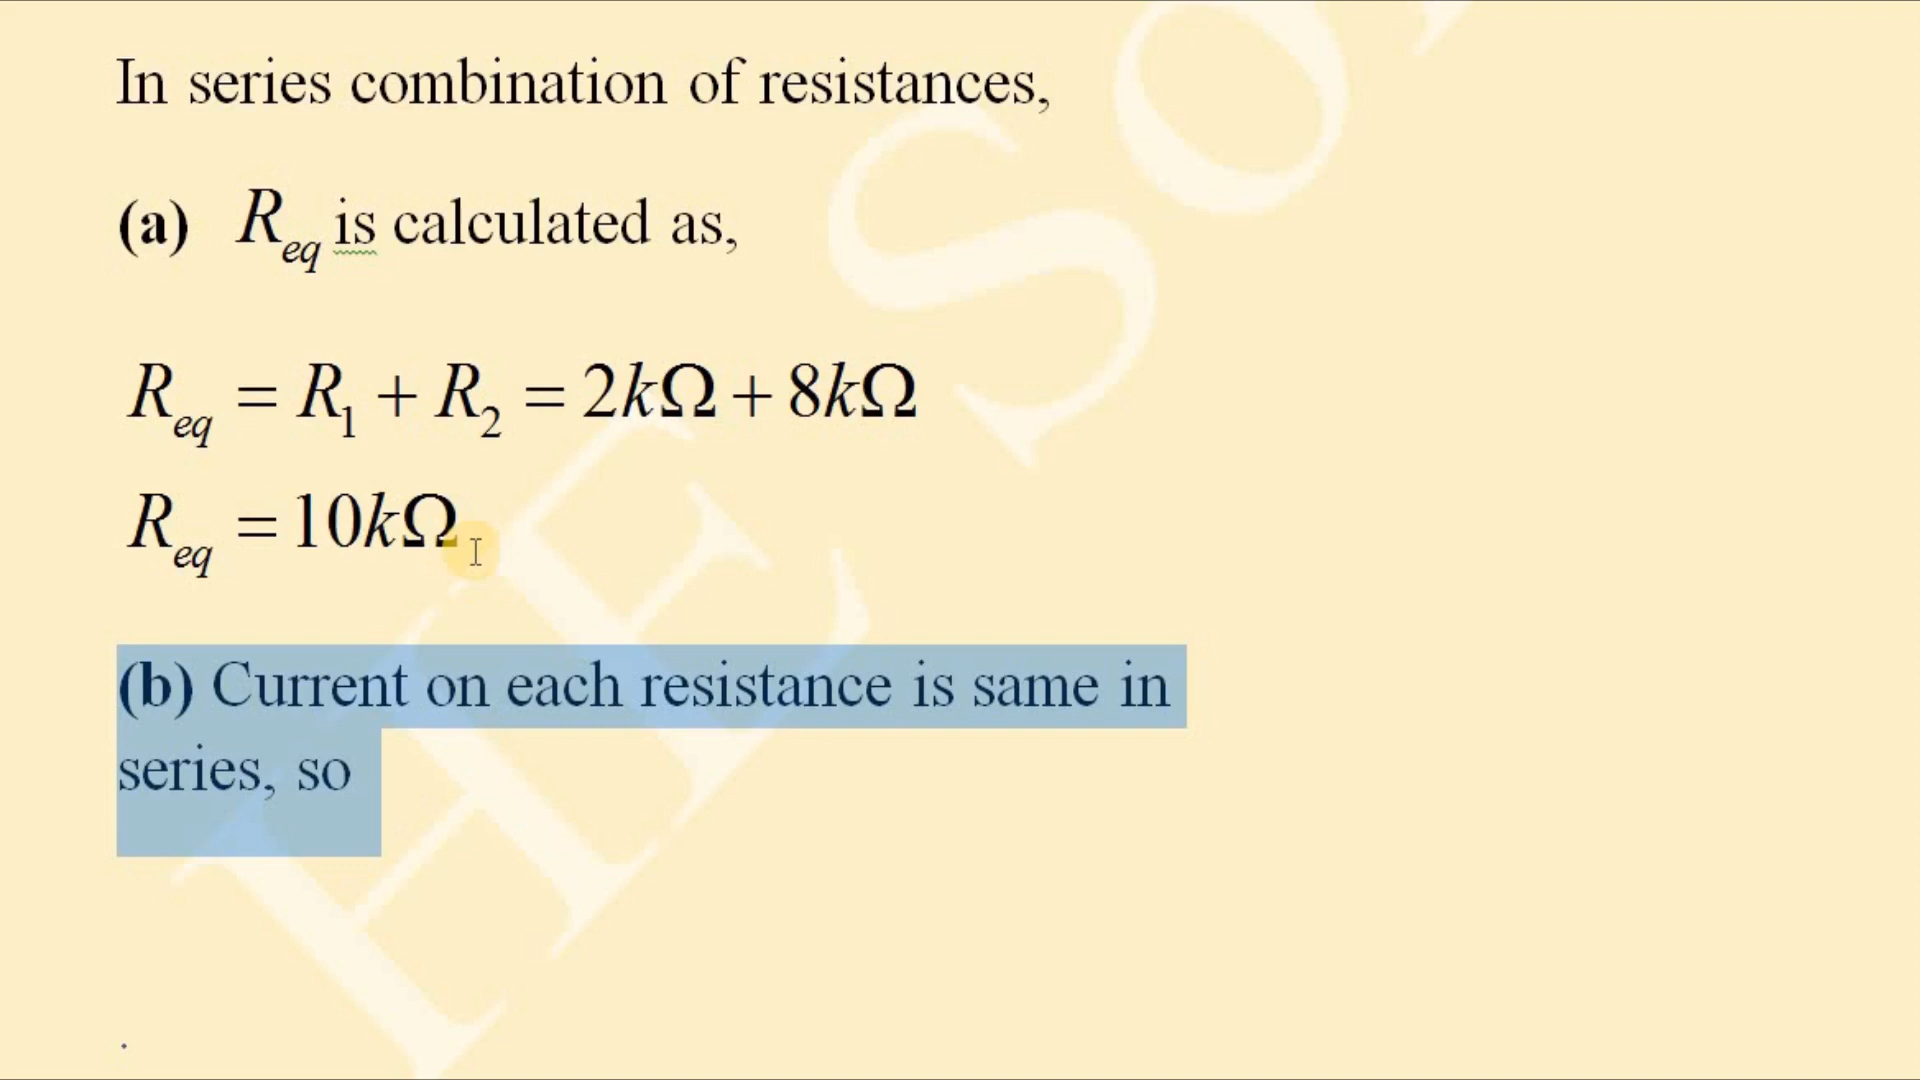 In series combination of resistances,
(a) R_eq is calculated as,
R_eq = R_1 + R_2 = 2kΩ + 8kΩ
R_eq = 10kΩ
(b) Current on each resistance is same in
series, so